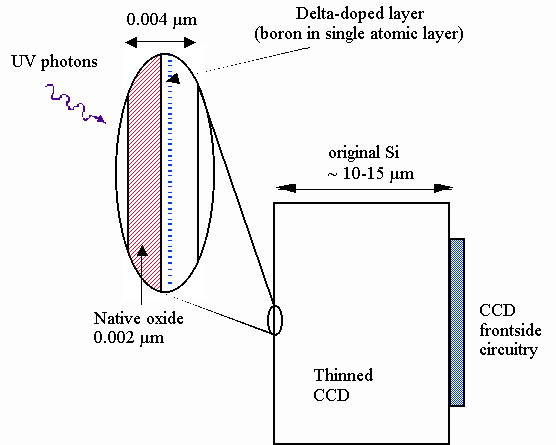 0.004 µm
Delta-doped layer
(boron in single atomic layer)
UV photons
original Si
~ 10-15 µm
Native oxide
0.002 µm
CCD
frontside
circuitry
Thinned
CCD